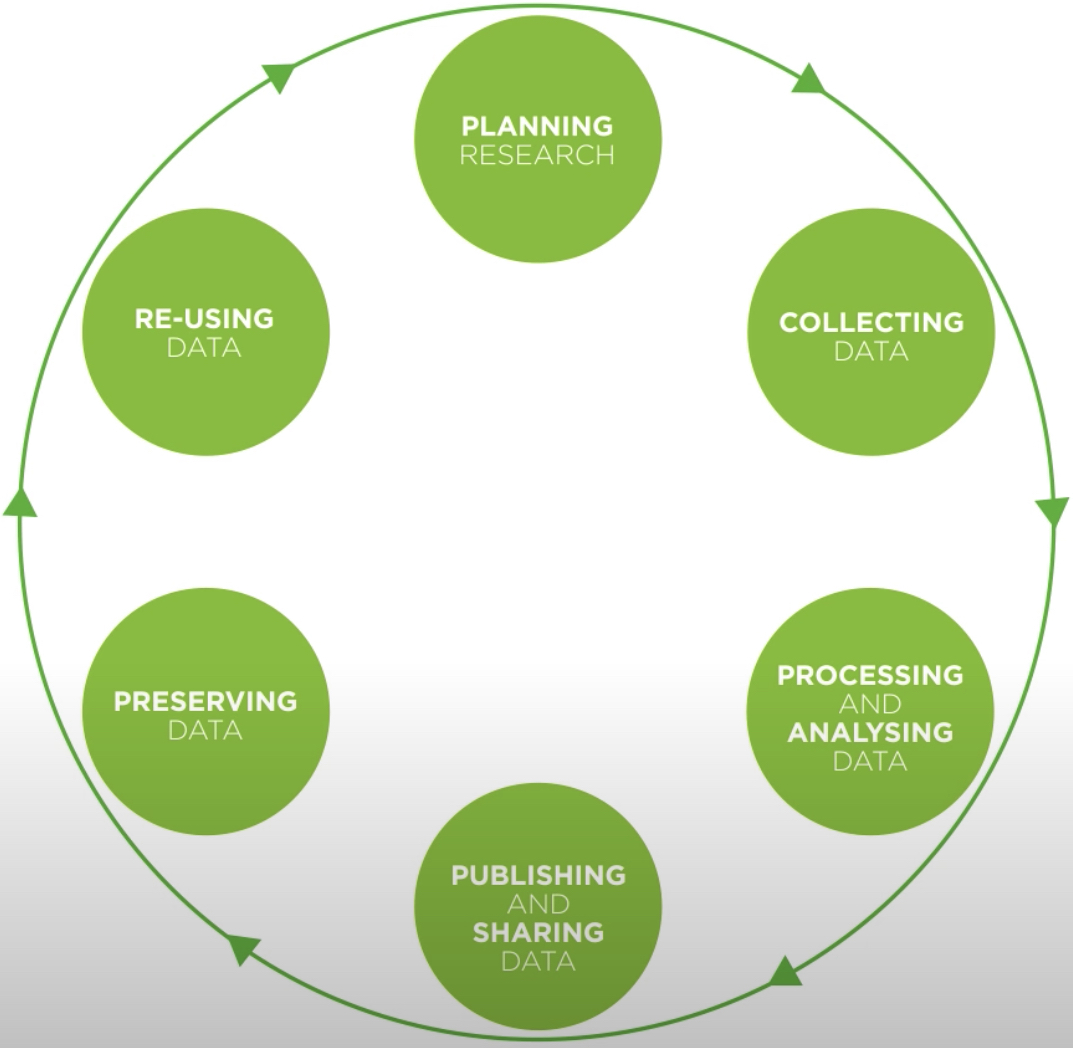 PLANNING
RESEARCH
COLLECTING
DATA
PROCESSING
AND
ANALYSING
DATA
PUBLISHING
AND
SHARING
DATA
PRESERVING
DATA
RE-USING
DATA